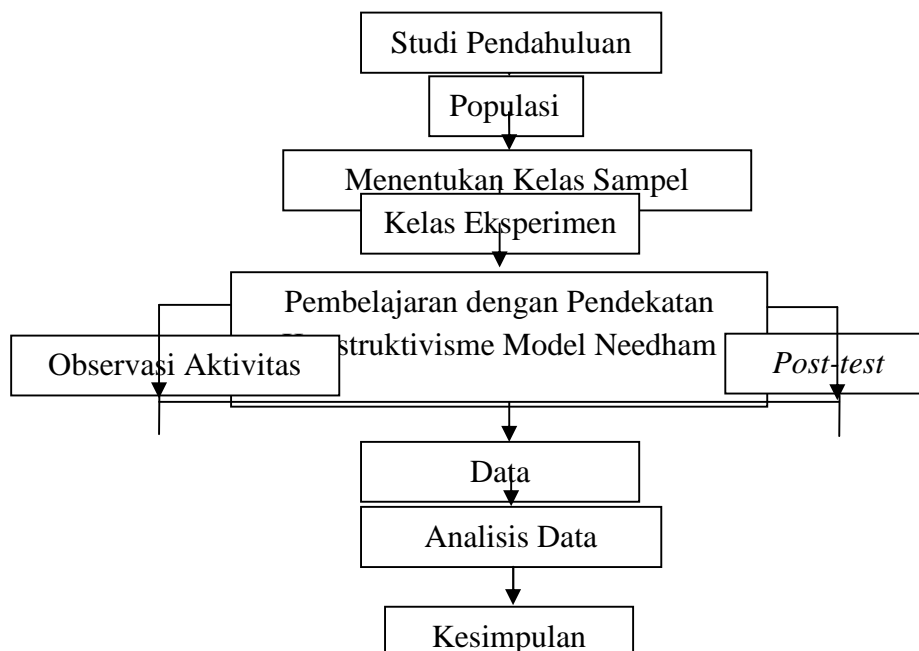 Studi Pendahuluan
Populasi
Menentukan Kelas Sampel
Kelas Eksperimen
Pembelajaran dengan Pendekatan
struktivisme Model Needham
Observasi Aktivitas
Post-test
Data
Analisis Data
Kesimpulan